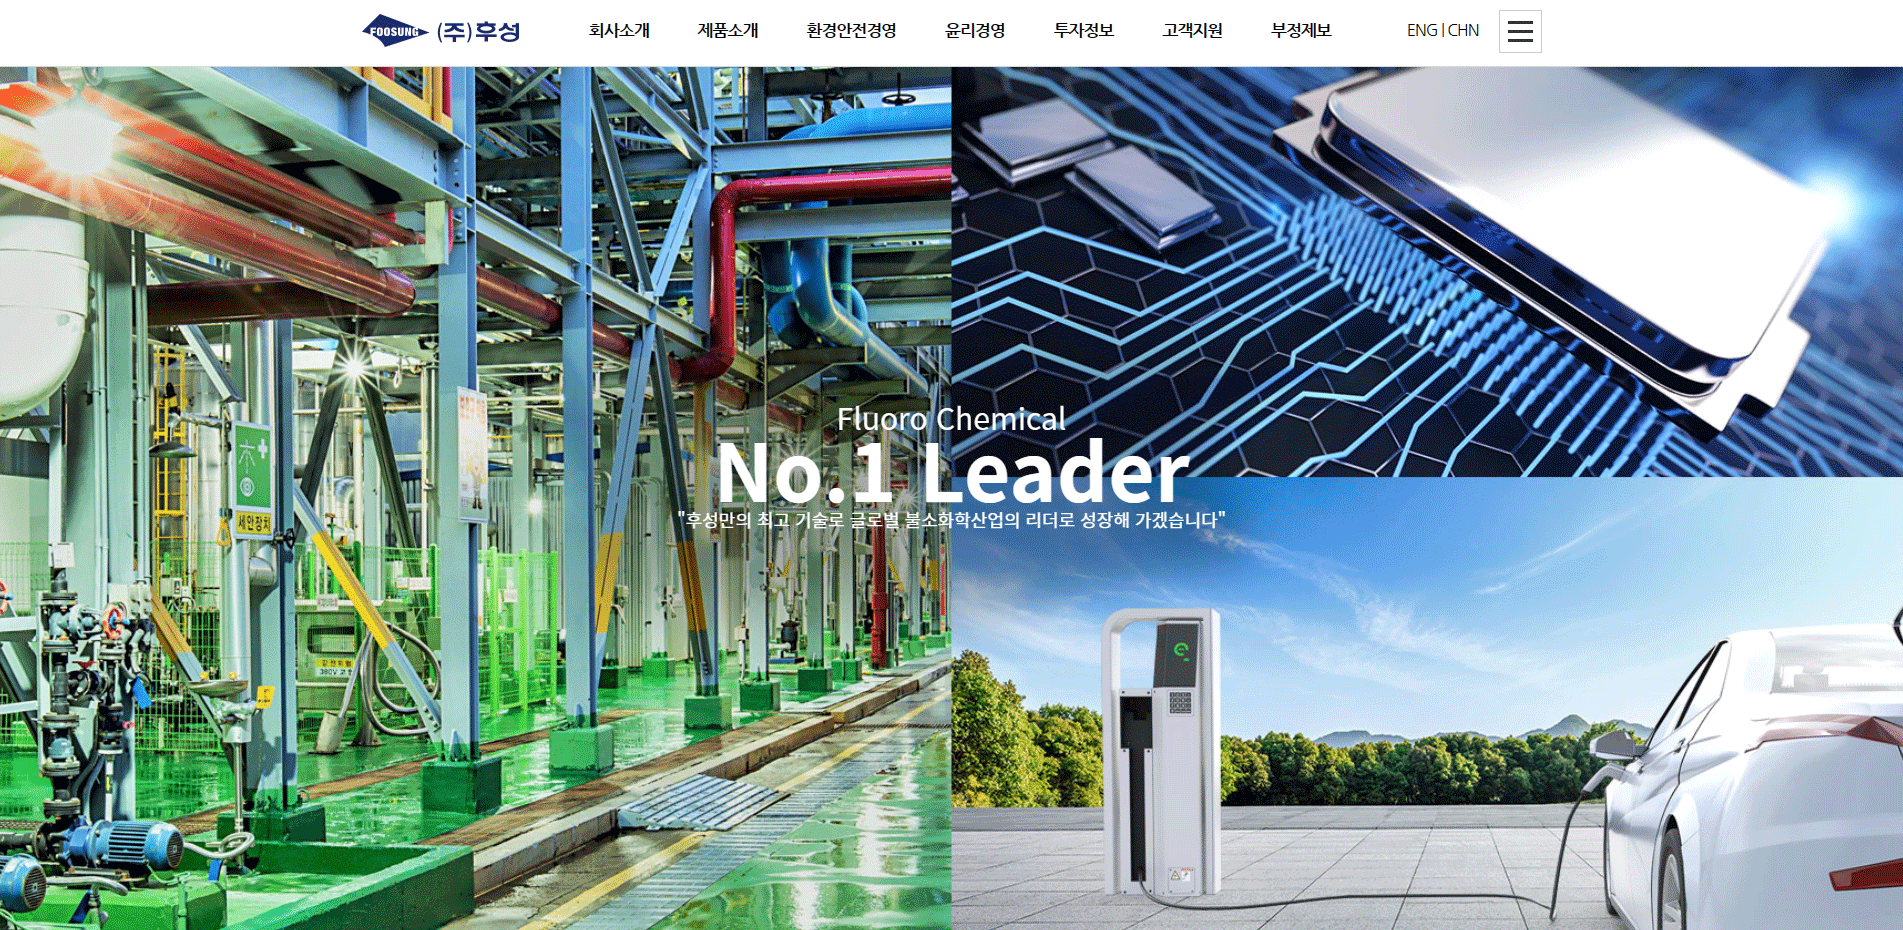 FOOSUNG (주)후성
회사소개 제품소개 환경안전경영 윤리경영 투자정보 고객지원 부정제보 ENG | CHN
Fluoro Chemical
No.1 Leader
"후성만의 최고 기술로 글로벌 불소화학산업의 리더로 성장해 가겠습니다"
세안장치